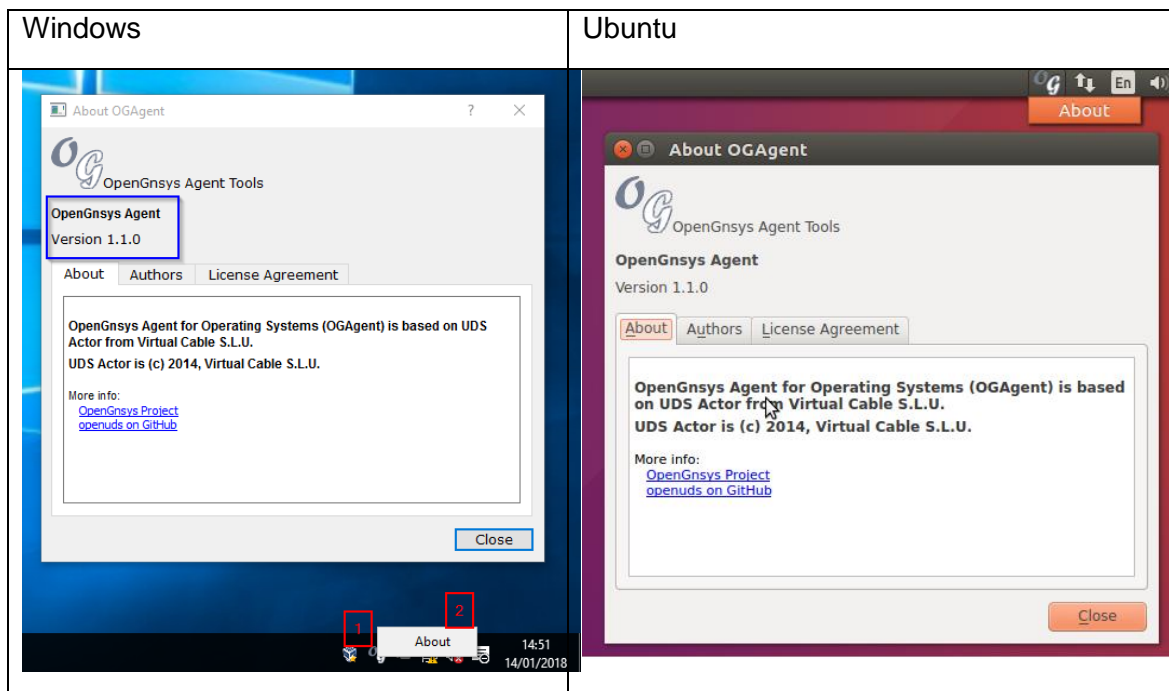 Windows
About OGAgent
?
OG
OpenGnsys Agent Tools
OpenGnsys Agent
Version 1.1.0
About Authors License Agreement
OpenGnsys Agent for Operating Systems (OGAgent) is based on UDS
Actor from Virtual Cable S.L.U.
UDS Actor is (c) 2014, Virtual Cable S.L.U.
More info:
OpenGnsys Project
openuds on GitHub
Close
1
2
About
14:51
14/01/2018
Ubuntu
OG
En
About
About OGAgent
OG
OpenGnsys Agent Tools
OpenGnsys Agent
Version 1.1.0
About Authors License Agreement
OpenGnsys Agent for Operating Systems (OGAgent) is based
on UDS Actor from Virtual Cable S.L.U.
UDS Actor is (c) 2014, Virtual Cable S.L.U.
More info:
OpenGnsys Project
openuds on GitHub
Close